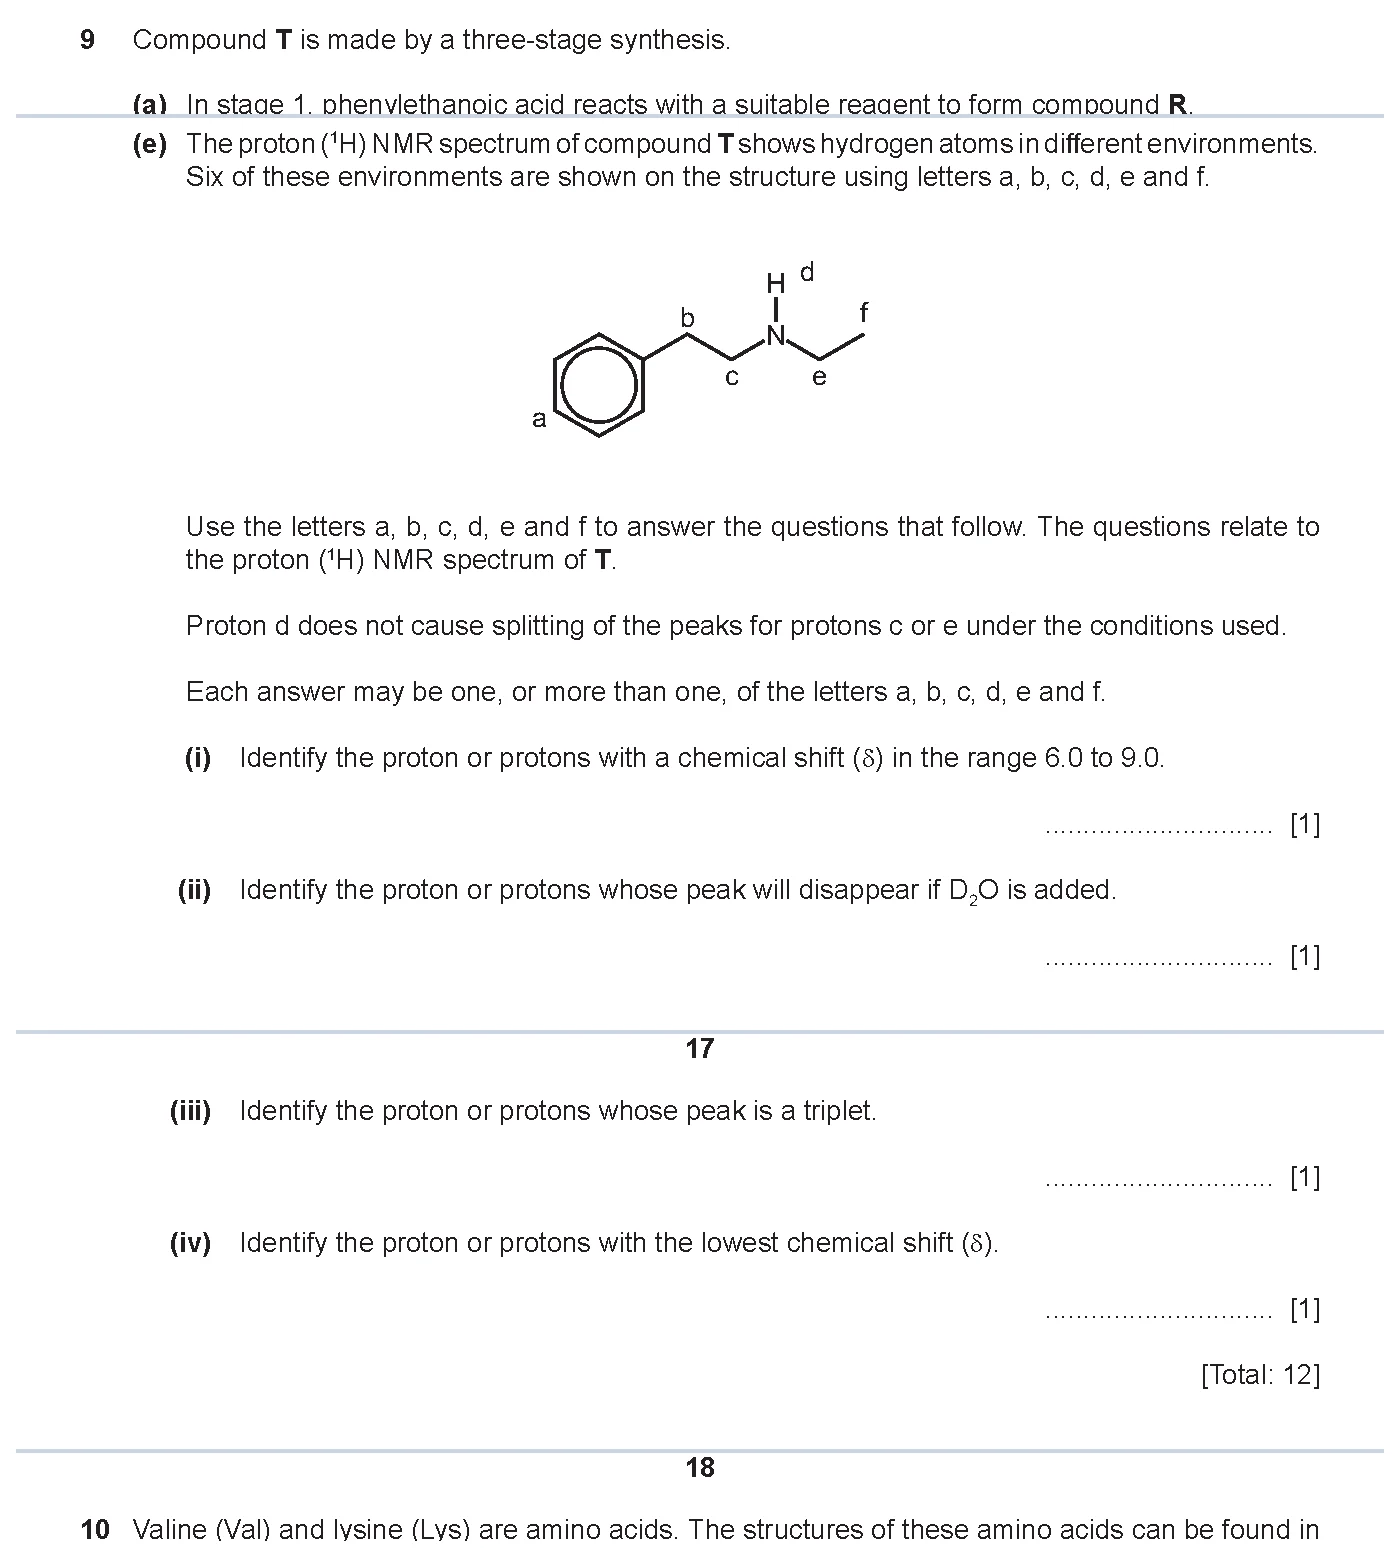 9 Compound T is made by a three-stage synthesis.
(a) In stage 1, phenylethanoic acid reacts with a suitable reagent to form compound R.
(e) The proton (¹H) NMR spectrum of compound T shows hydrogen atoms in different environments.
Six of these environments are shown on the structure using letters a, b, c, d, e and f.
H d
b f
N
c e
a
Use the letters a, b, c, d, e and f to answer the questions that follow. The questions relate to
the proton (¹H) NMR spectrum of T.
Proton d does not cause splitting of the peaks for protons c or e under the conditions used.
Each answer may be one, or more than one, of the letters a, b, c, d, e and f.
(i) Identify the proton or protons with a chemical shift (δ) in the range 6.0 to 9.0.
.............................. [1]
(ii) Identify the proton or protons whose peak will disappear if D₂O is added.
.............................. [1]
17
(iii) Identify the proton or protons whose peak is a triplet.
.............................. [1]
(iv) Identify the proton or protons with the lowest chemical shift (δ).
.............................. [1]
[Total: 12]
18
10 Valine (Val) and lysine (Lys) are amino acids. The structures of these amino acids can be found in